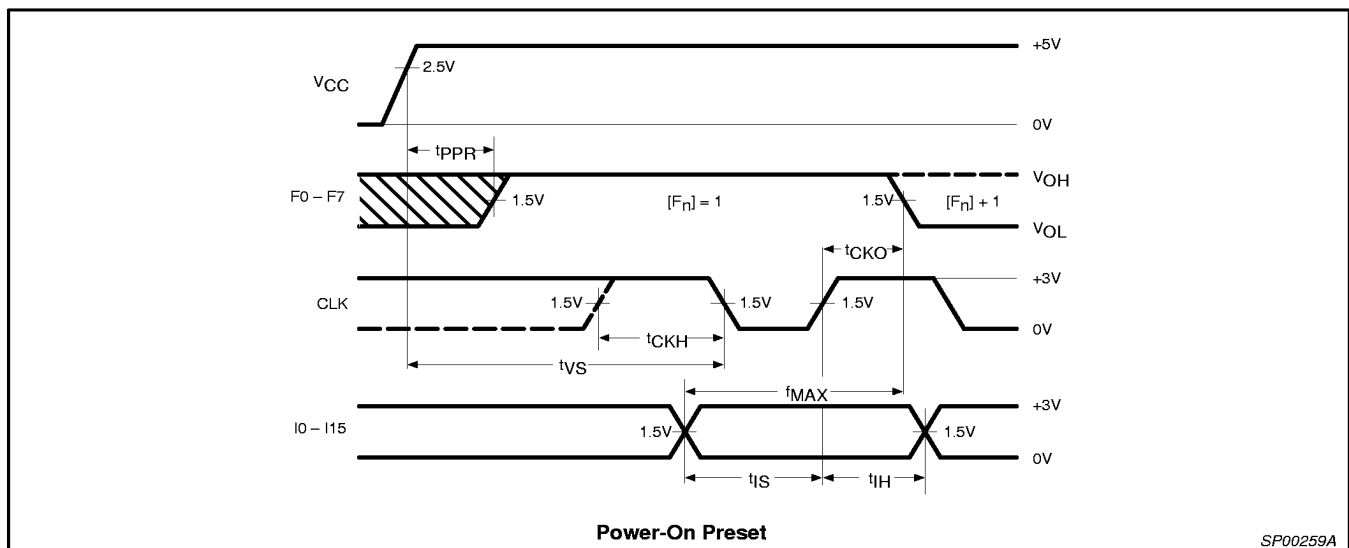 +5V
2.5V
VCC
0V
tPPR
VOH
F0 – F7
1.5V
[Fn] = 1
1.5V
[Fn] + 1
VOL
tCKO
+3V
CLK
1.5V
1.5V
1.5V
0V
tCKH
tVS
fMAX
+3V
I0 – I15
1.5V
1.5V
0V
tIS
tIH
Power-On Preset
SP00259A